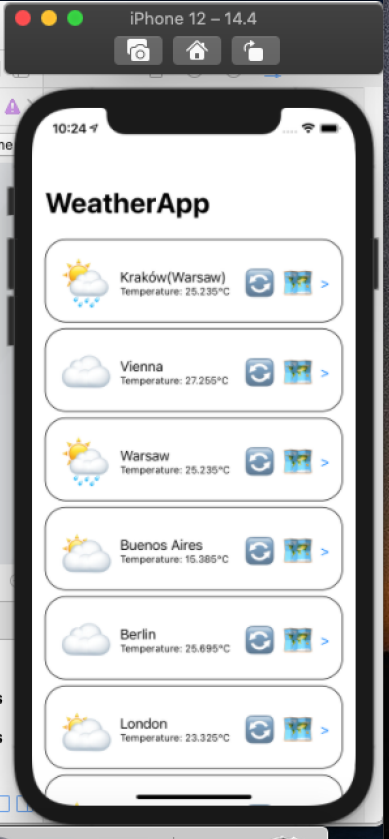 iPhone 12 – 14.4
10:24
WeatherApp
Kraków(Warsaw)
Temperature: 25.235°C
>
Vienna
Temperature: 27.255°C
>
Warsaw
Temperature: 25.235°C
>
Buenos Aires
Temperature: 15.385°C
>
Berlin
Temperature: 25.695°C
>
London
Temperature: 23.325°C
>